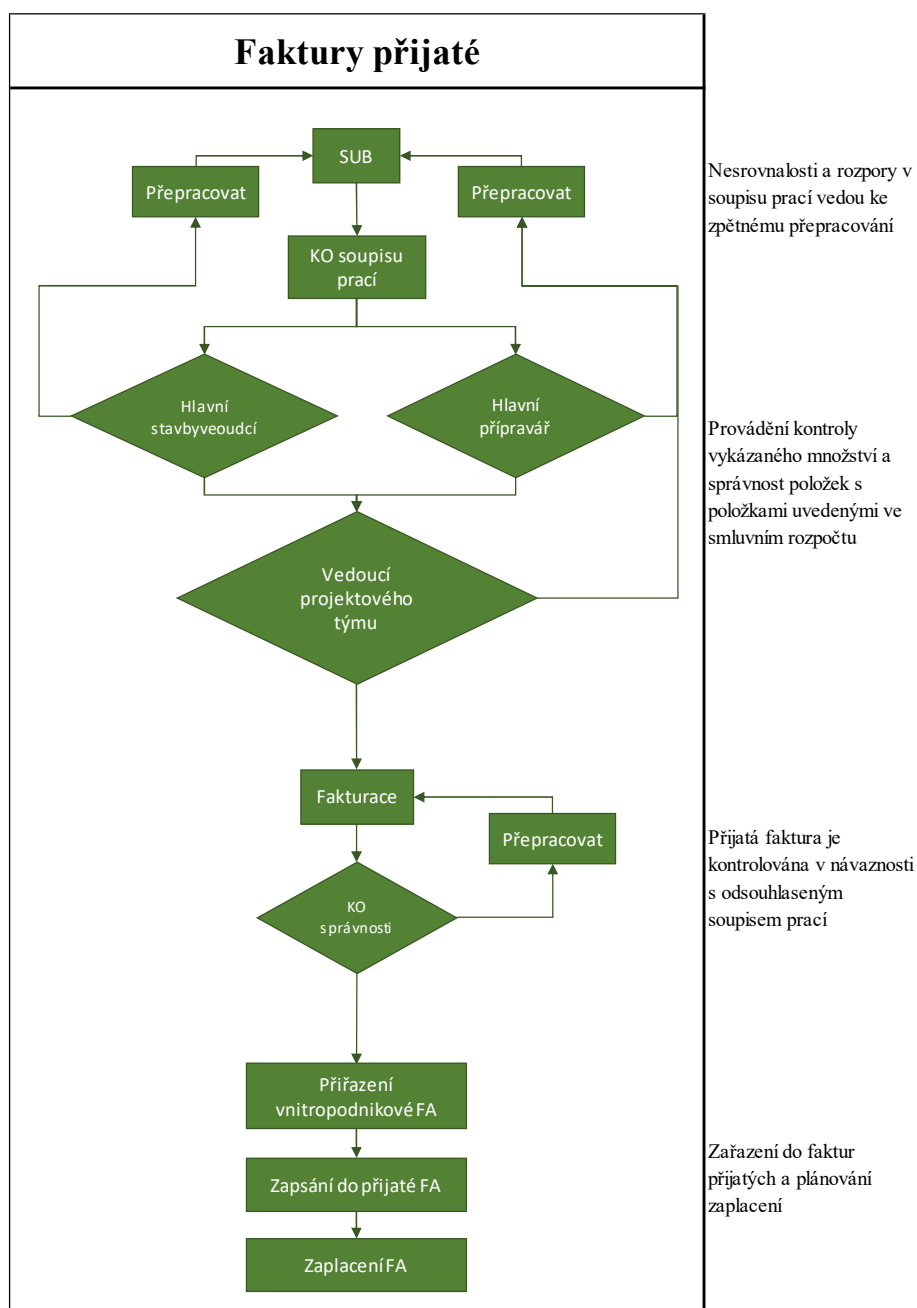 Faktury přijaté
SUB
Přepracovat
Přepracovat
Nesrovnalosti a rozpory v
soupisu prací vedou ke
zpětnému přepracování
KO soupisu
prací
Hlavní
stavbyveoudcí
Hlavní
přípravář
Provádění kontroly
vykázaného množství a
správnost položek s
položkami uvedenými ve
smluvním rozpočtu
Vedoucí
projektového
týmu
Fakturace
Přepracovat
Přijatá faktura je
kontrolována v návaznosti
s odsouhlaseným
soupisem prací
KO
správnosti
Přiřazení
vnitropodnikové FA
Zapsání do přijaté FA
Zařazení do faktur
přijatých a plánování
zaplacení
Zaplacení FA